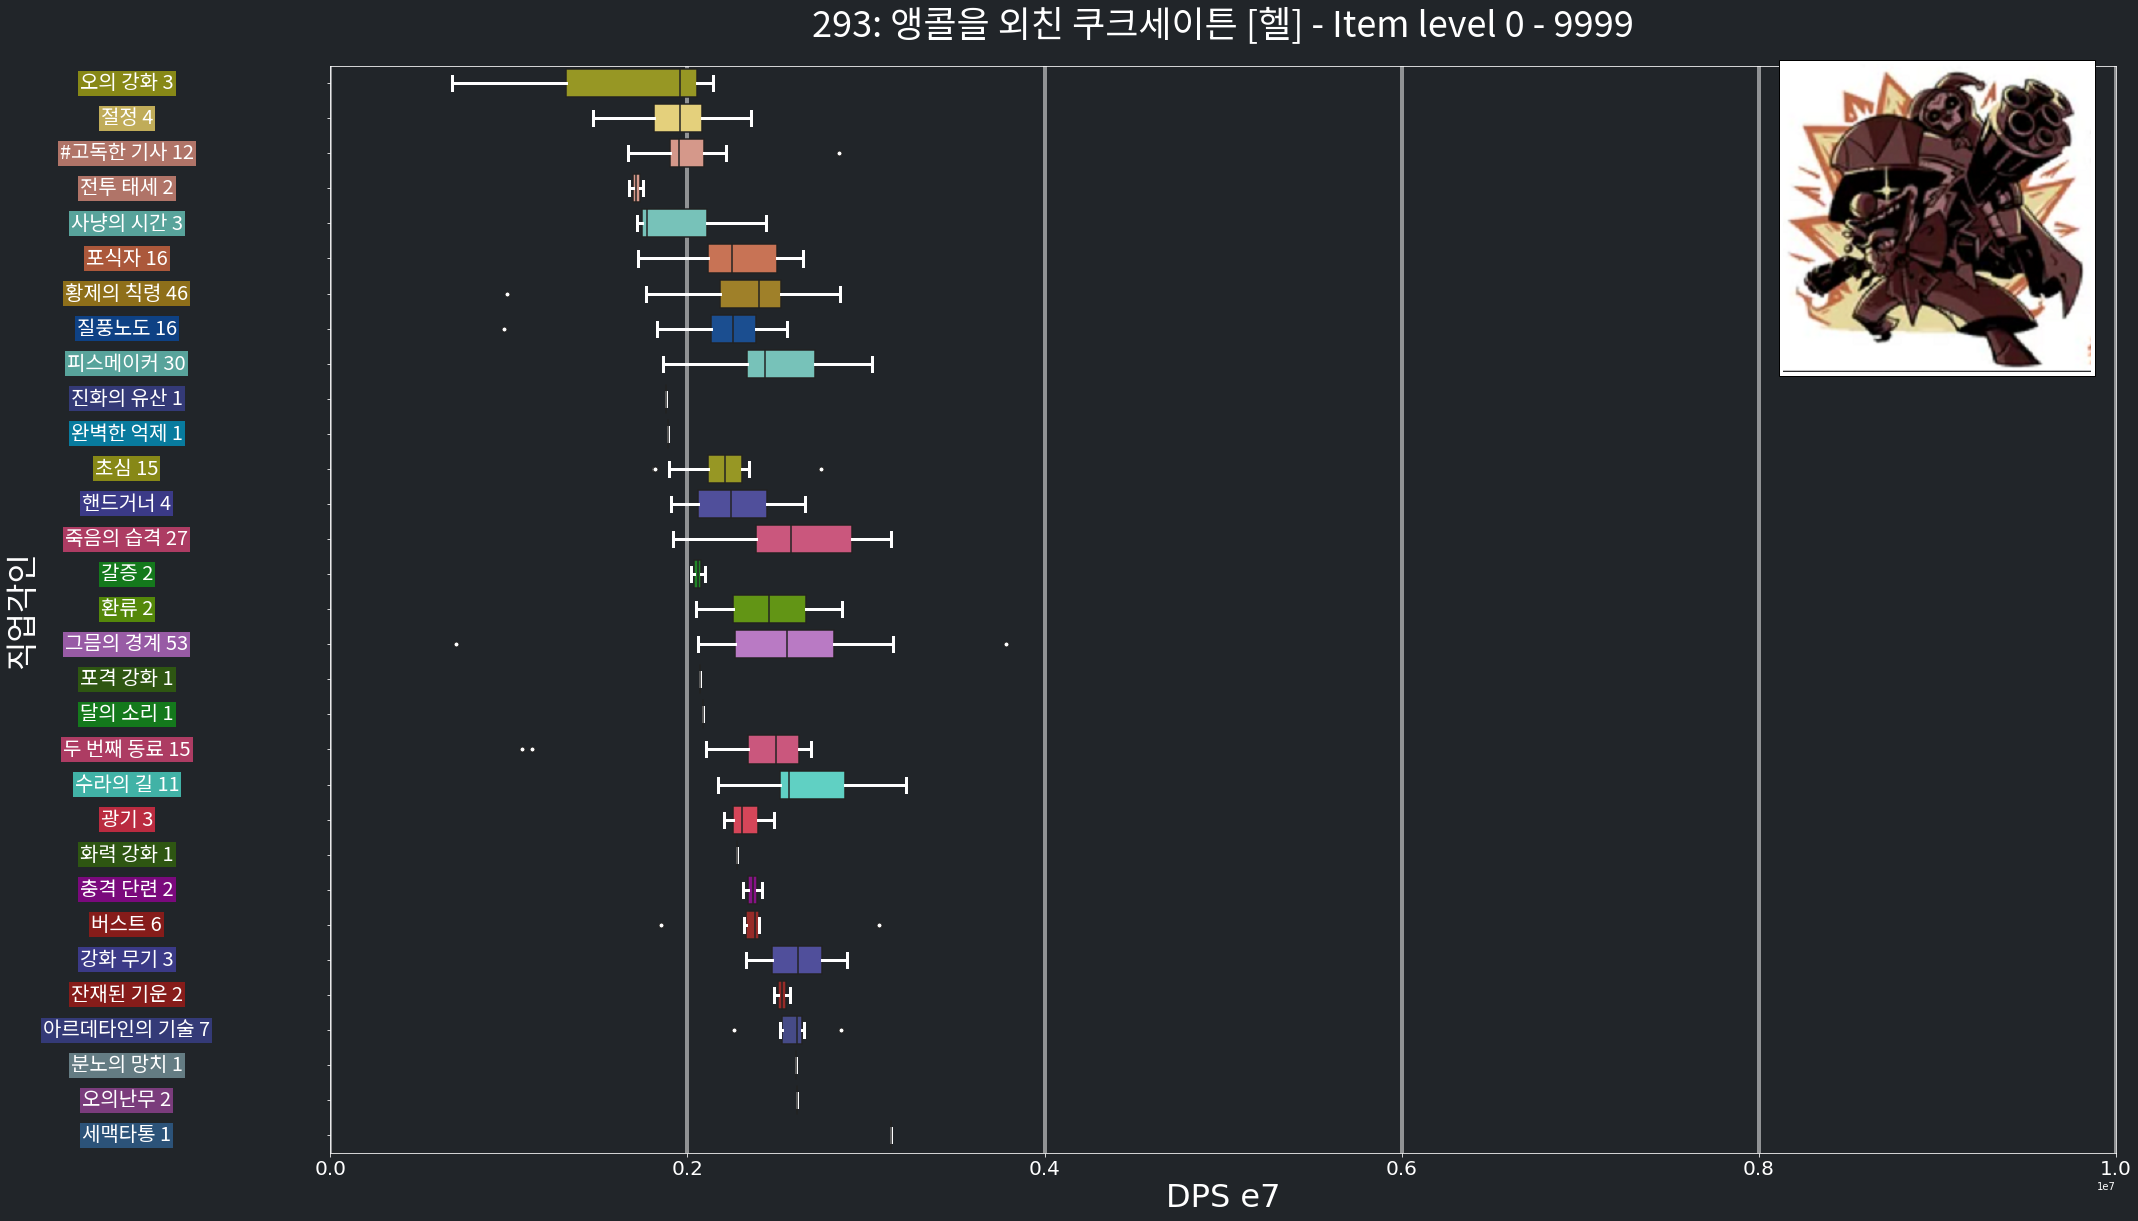 293: 앵콜을 외친 쿠크세이튼 [헬] - Item level 0 - 9999
직업각인
오의 강화 3
절정 4
#고독한 기사 12
전투 태세 2
사냥의 시간 3
포식자 16
황제의 칙령 46
질풍노도 16
피스메이커 30
진화의 유산 1
완벽한 억제 1
초심 15
핸드거너 4
죽음의 습격 27
갈증 2
환류 2
그믐의 경계 53
포격 강화 1
달의 소리 1
두 번째 동료 15
수라의 길 11
광기 3
화력 강화 1
충격 단련 2
버스트 6
강화 무기 3
잔재된 기운 2
아르데타인의 기술 7
분노의 망치 1
오의난무 2
세맥타통 1
0.0 0.2 0.4 0.6 0.8 1.0
1e7
DPS e7